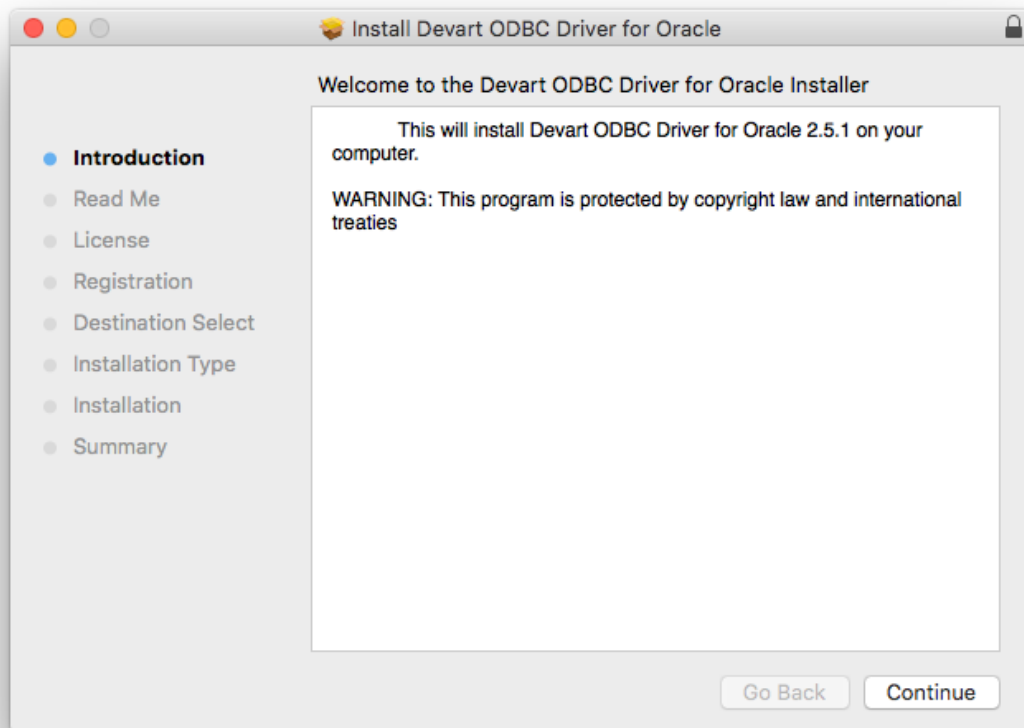 Install Devart ODBC Driver for Oracle
Welcome to the Devart ODBC Driver for Oracle Installer
Introduction
Read Me
License
Registration
Destination Select
Installation Type
Installation
Summary
This will install Devart ODBC Driver for Oracle 2.5.1 on your
computer.
WARNING: This program is protected by copyright law and international
treaties
Go Back
Continue